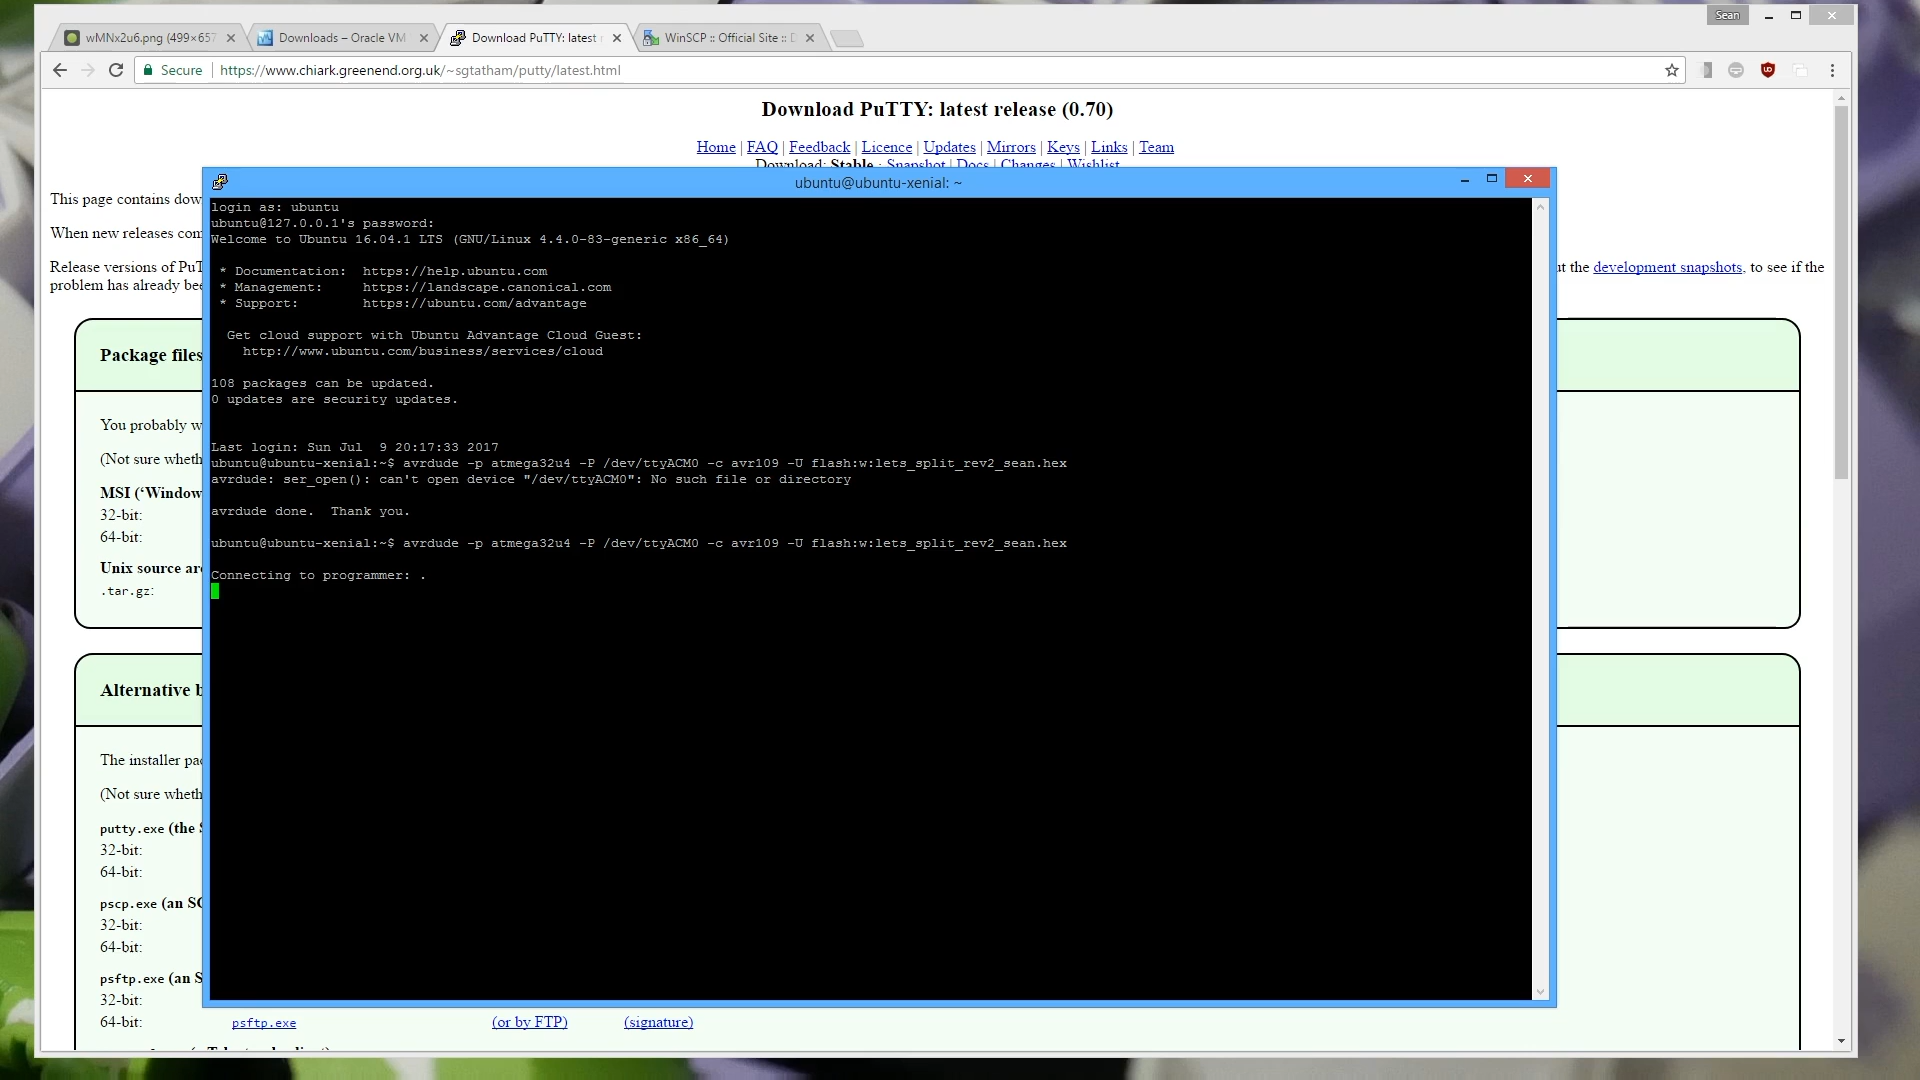 Sean
wMNx2u6.png (499×657
Downloads – Oracle VM
Download PuTTY: latest
WinSCP :: Official Site ::
Secure
https://www.chiark.greenend.org.uk/~sgtatham/putty/latest.html
Download PuTTY: latest release (0.70)
Home | FAQ | Feedback | Licence | Updates | Mirrors | Keys | Links | Team
Download: Stable · Snapshot | Docs | Changes | Wishlist
This page contains dow
When new releases com
Release versions of PuT
ut the development snapshots, to see if the
problem has already bee
ubuntu@ubuntu-xenial: ~
login as: ubuntu
ubuntu@127.0.0.1's password:
Welcome to Ubuntu 16.04.1 LTS (GNU/Linux 4.4.0-83-generic x86_64)
* Documentation: https://help.ubuntu.com
* Management: https://landscape.canonical.com
* Support: https://ubuntu.com/advantage
Get cloud support with Ubuntu Advantage Cloud Guest:
http://www.ubuntu.com/business/services/cloud
108 packages can be updated.
0 updates are security updates.
Last login: Sun Jul 9 20:17:33 2017
ubuntu@ubuntu-xenial:~$ avrdude -p atmega32u4 -P /dev/ttyACM0 -c avr109 -U flash:w:lets_split_rev2_sean.hex
avrdude: ser_open(): can't open device "/dev/ttyACM0": No such file or directory
avrdude done. Thank you.
ubuntu@ubuntu-xenial:~$ avrdude -p atmega32u4 -P /dev/ttyACM0 -c avr109 -U flash:w:lets_split_rev2_sean.hex
Connecting to programmer: .
Package files
You probably w
(Not sure wheth
MSI (‘Window
32-bit:
64-bit:
Unix source arc
.tar.gz:
Alternative b
The installer pac
(Not sure wheth
putty.exe (the S
32-bit:
64-bit:
pscp.exe (an SC
32-bit:
64-bit:
psftp.exe (an S
32-bit:
64-bit: psftp.exe (or by FTP) (signature)